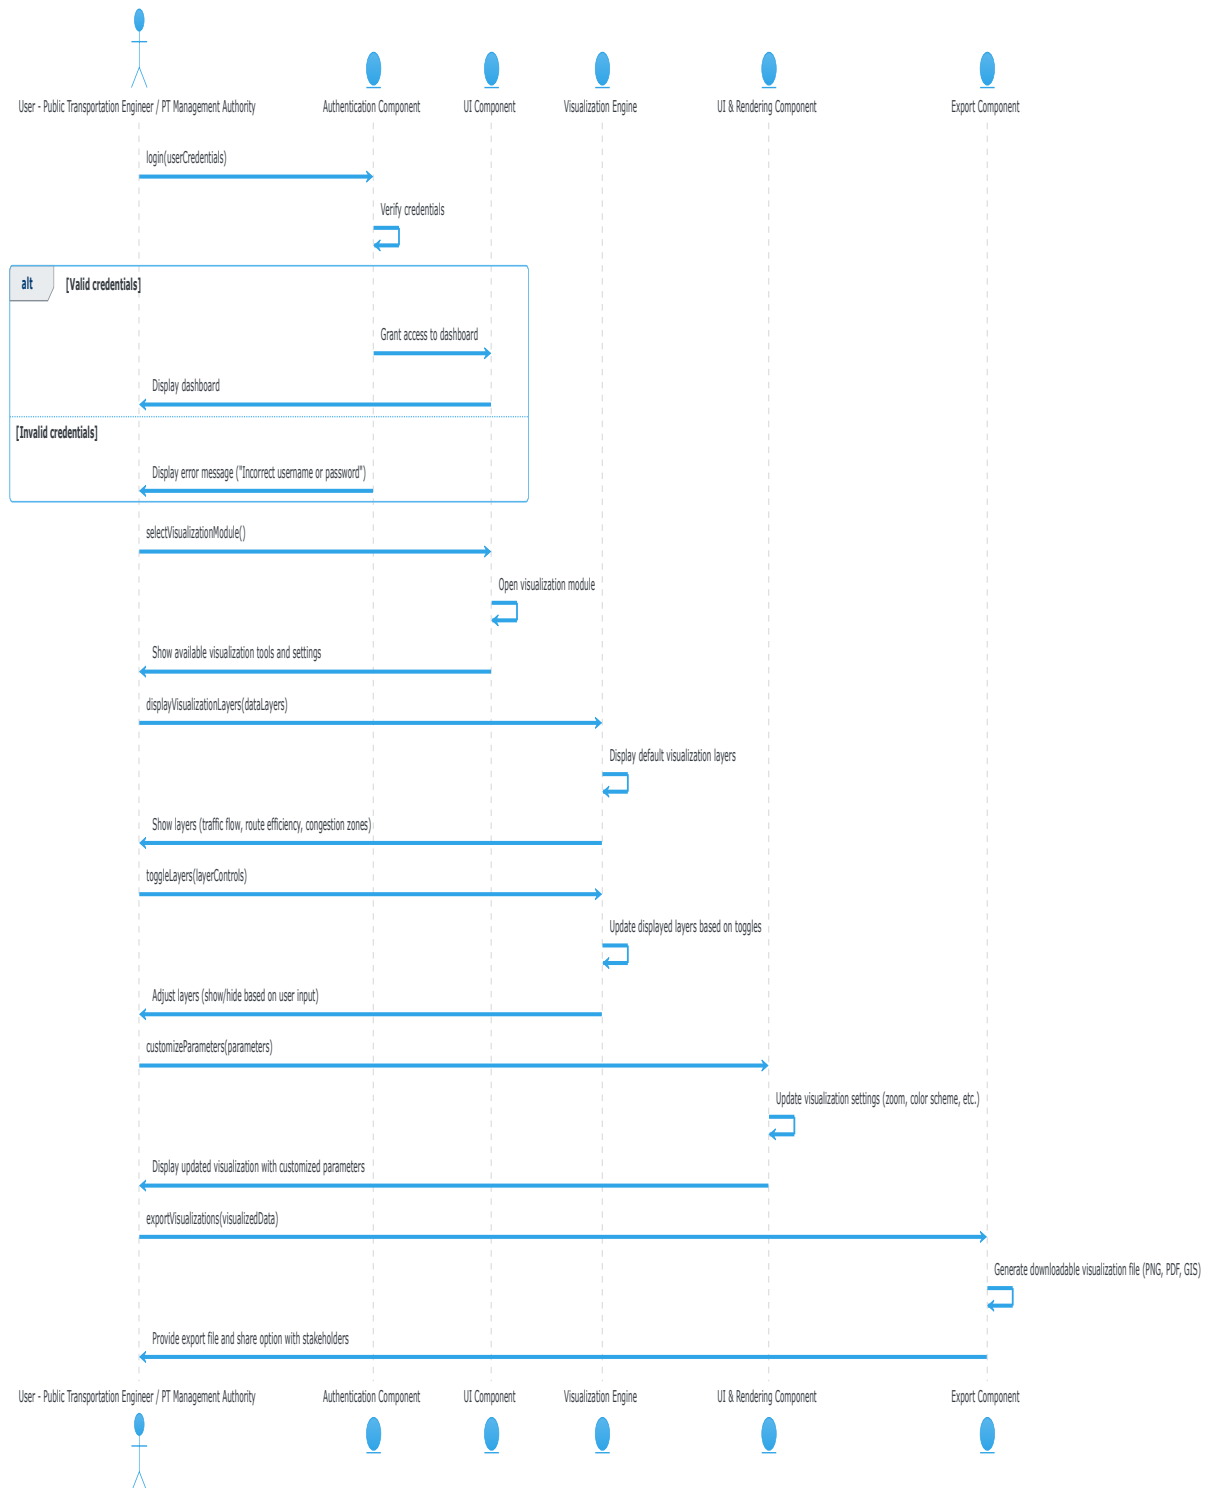 User - Public Transportation Engineer / PT Management Authority
Authentication Component
UI Component
Visualization Engine
UI & Rendering Component
Export Component
login(userCredentials)
Verify credentials
alt
[Valid credentials]
Grant access to dashboard
Display dashboard
[Invalid credentials]
Display error message ("Incorrect username or password")
selectVisualizationModule()
Open visualization module
Show available visualization tools and settings
displayVisualizationLayers(dataLayers)
Display default visualization layers
Show layers (traffic flow, route efficiency, congestion zones)
toggleLayers(layerControls)
Update displayed layers based on toggles
Adjust layers (show/hide based on user input)
customizeParameters(parameters)
Update visualization settings (zoom, color scheme, etc.)
Display updated visualization with customized parameters
exportVisualizations(visualizedData)
Generate downloadable visualization file (PNG, PDF, GIS)
Provide export file and share option with stakeholders
User - Public Transportation Engineer / PT Management Authority
Authentication Component
UI Component
Visualization Engine
UI & Rendering Component
Export Component